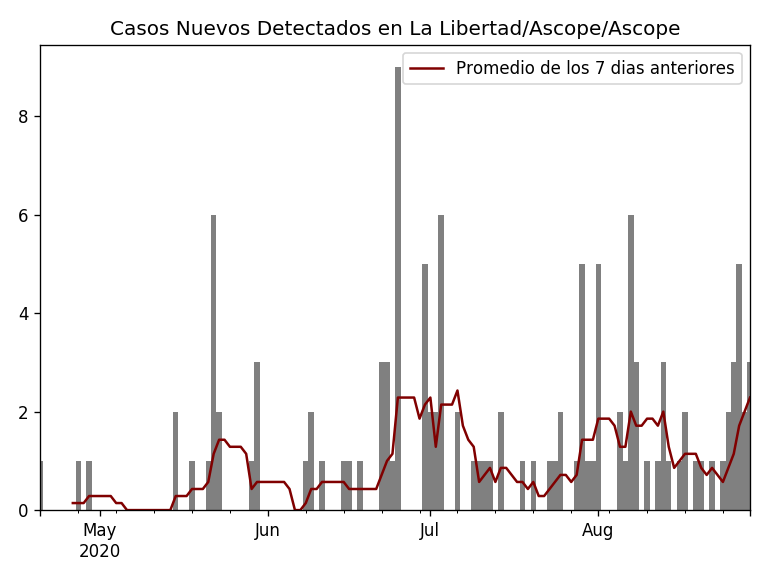 Casos Nuevos Detectados en La Libertad/Ascope/Ascope
Promedio de los 7 dias anteriores
8
6
4
2
0
May
2020
Jun
Jul
Aug